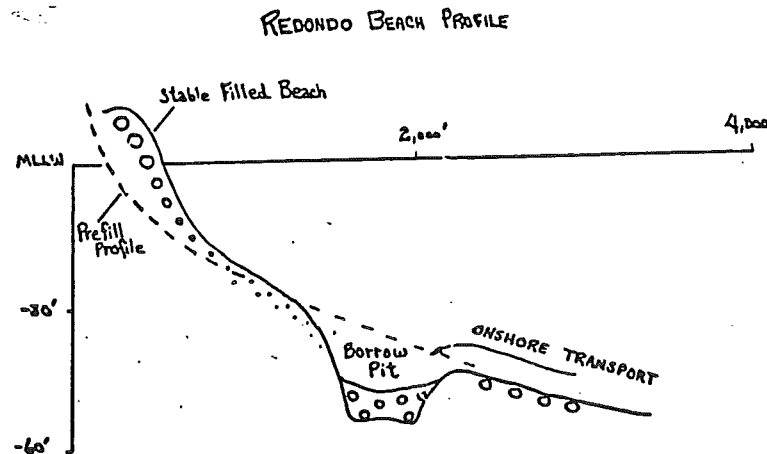 REDONDO BEACH PROFILE
Stable Filled Beach
2,000'
4,000
MLLW
Prefill
Profile
-30'
ONSHORE TRANSPORT
Borrow
Pit
-60'